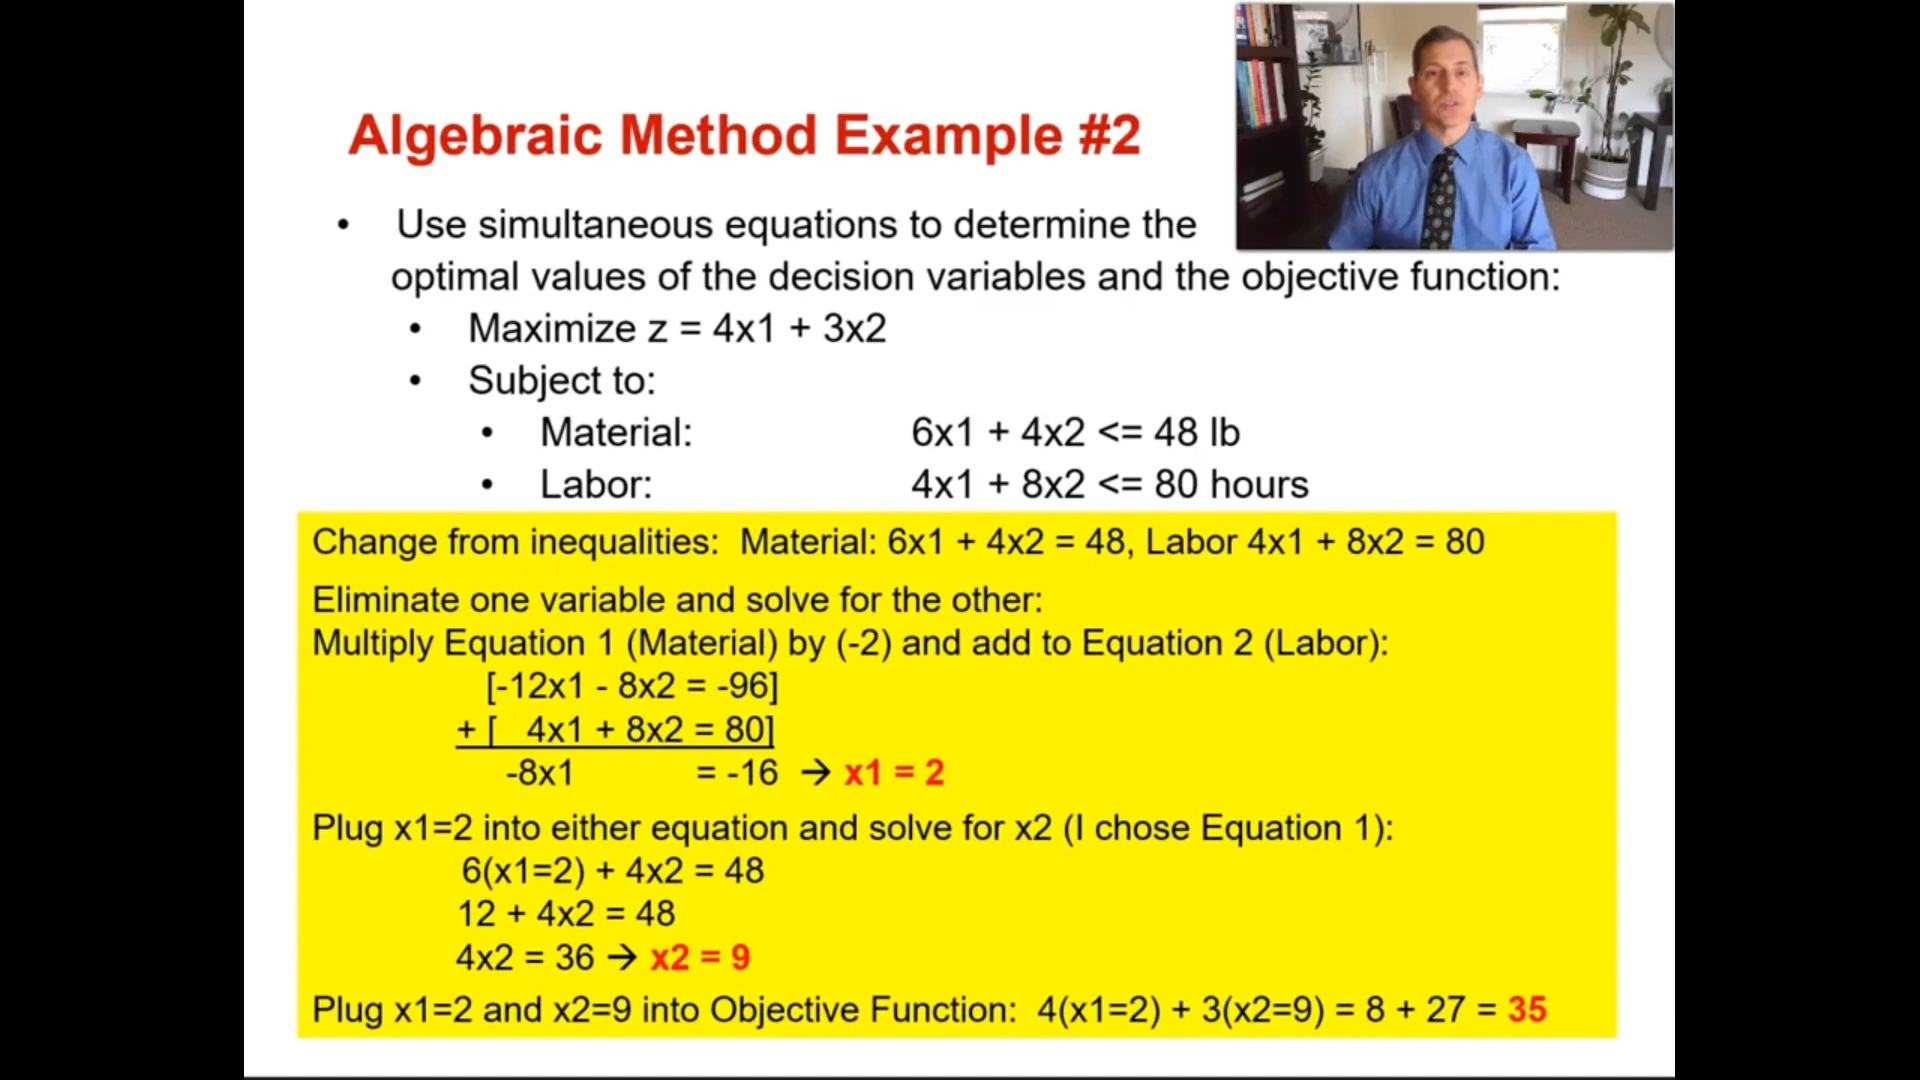 Algebraic Method Example #2
• Use simultaneous equations to determine the
optimal values of the decision variables and the objective function:
• Maximize z = 4x1 + 3x2
• Subject to:
• Material: 6x1 + 4x2 <= 48 lb
• Labor: 4x1 + 8x2 <= 80 hours
Change from inequalities: Material: 6x1 + 4x2 = 48, Labor 4x1 + 8x2 = 80
Eliminate one variable and solve for the other:
Multiply Equation 1 (Material) by (-2) and add to Equation 2 (Labor):
[-12x1 - 8x2 = -96]
+ [ 4x1 + 8x2 = 80]
-8x1 = -16 → x1 = 2
Plug x1=2 into either equation and solve for x2 (I chose Equation 1):
6(x1=2) + 4x2 = 48
12 + 4x2 = 48
4x2 = 36 → x2 = 9
Plug x1=2 and x2=9 into Objective Function: 4(x1=2) + 3(x2=9) = 8 + 27 = 35